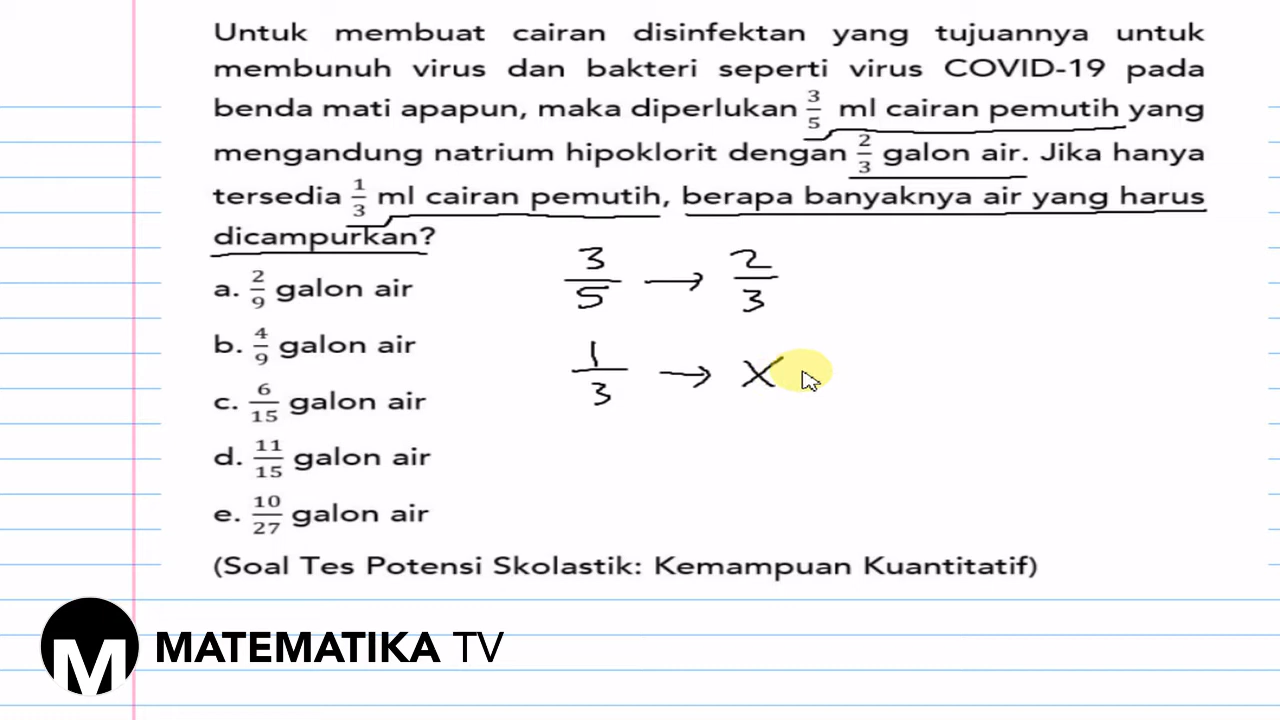 Untuk membuat cairan disinfektan yang tujuannya untuk
membunuh virus dan bakteri seperti virus COVID-19 pada
benda mati apapun, maka diperlukan 3/5 ml cairan pemutih yang
mengandung natrium hipoklorit dengan 2/3 galon air. Jika hanya
tersedia 1/3 ml cairan pemutih, berapa banyaknya air yang harus
dicampurkan?
a. 2/9 galon air
b. 4/9 galon air
c. 6/15 galon air
d. 11/15 galon air
e. 10/27 galon air
3/5 → 2/3
1/3 → X
(Soal Tes Potensi Skolastik: Kemampuan Kuantitatif)
M MATEMATIKA TV